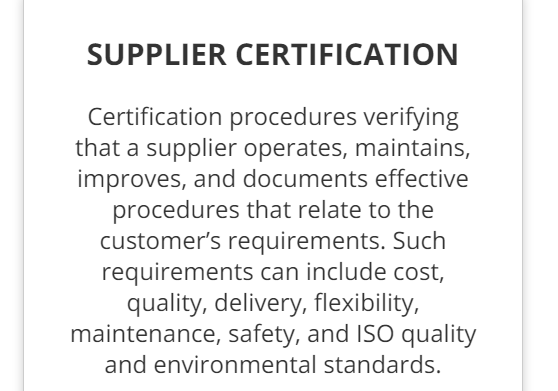 SUPPLIER CERTIFICATION
Certification procedures verifying
that a supplier operates, maintains,
improves, and documents effective
procedures that relate to the
customer’s requirements. Such
requirements can include cost,
quality, delivery, flexibility,
maintenance, safety, and ISO quality
and environmental standards.